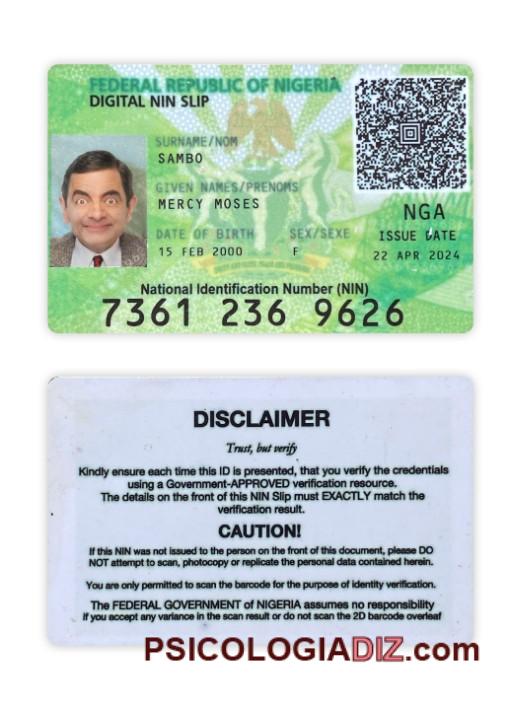 FEDERAL REPUBLIC OF NIGERIA
DIGITAL NIN SLIP
SURNAME/NOM
SAMBO
GIVEN NAMES/PRENOMS
MERCY MOSES
DATE OF BIRTH SEX/SEXE
15 FEB 2000 F
NGA
ISSUE DATE
22 APR 2024
National Identification Number (NIN)
7361 236 9626
DISCLAIMER
Trust, but verify
Kindly ensure each time this ID is presented, that you verify the credentials
using a Government-APPROVED verification resource.
The details on the front of this NIN Slip must EXACTLY match the
verification result.
CAUTION!
If this NIN was not issued to the person on the front of this document, please DO
NOT attempt to scan, photocopy or replicate the personal data contained herein.
You are only permitted to scan the barcode for the purpose of identity verification.
The FEDERAL GOVERNMENT of NIGERIA assumes no responsibility
if you accept any variance in the scan result or do not scan the 2D barcode overleaf
PSICOLOGIADIZ.com